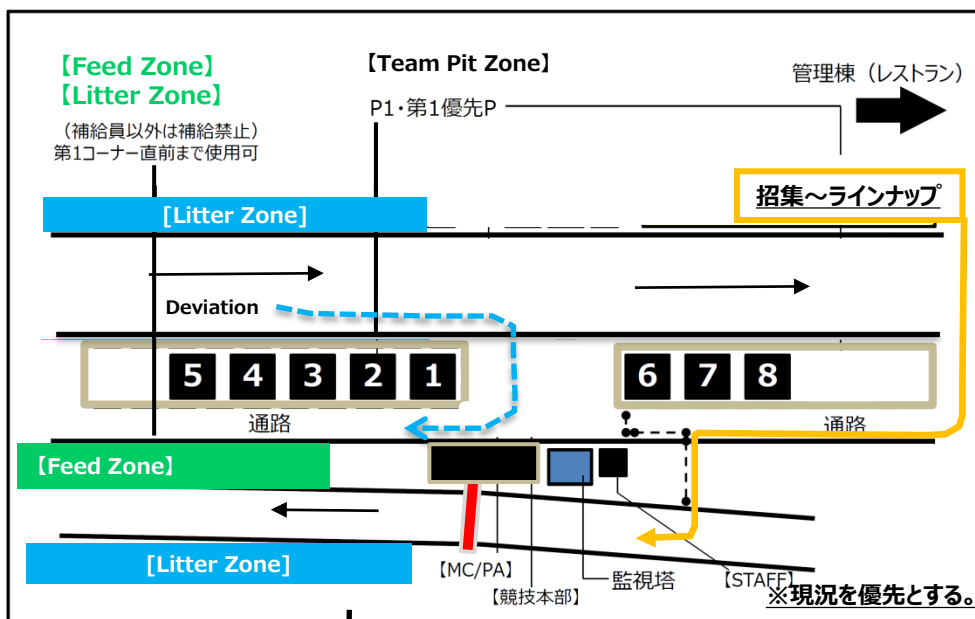 【Feed Zone】
【Litter Zone】
（補給員以外は補給禁止）
第1コーナー直前まで使用可
【Team Pit Zone】
P1・第1優先P
管理棟（レストラン）
招集～ラインナップ
[Litter Zone]
Deviation
5 4 3 2 1
6 7 8
通路
通路
【Feed Zone】
[Litter Zone]
【MC/PA】
【競技本部】
監視塔
【STAFF】
※現況を優先とする。